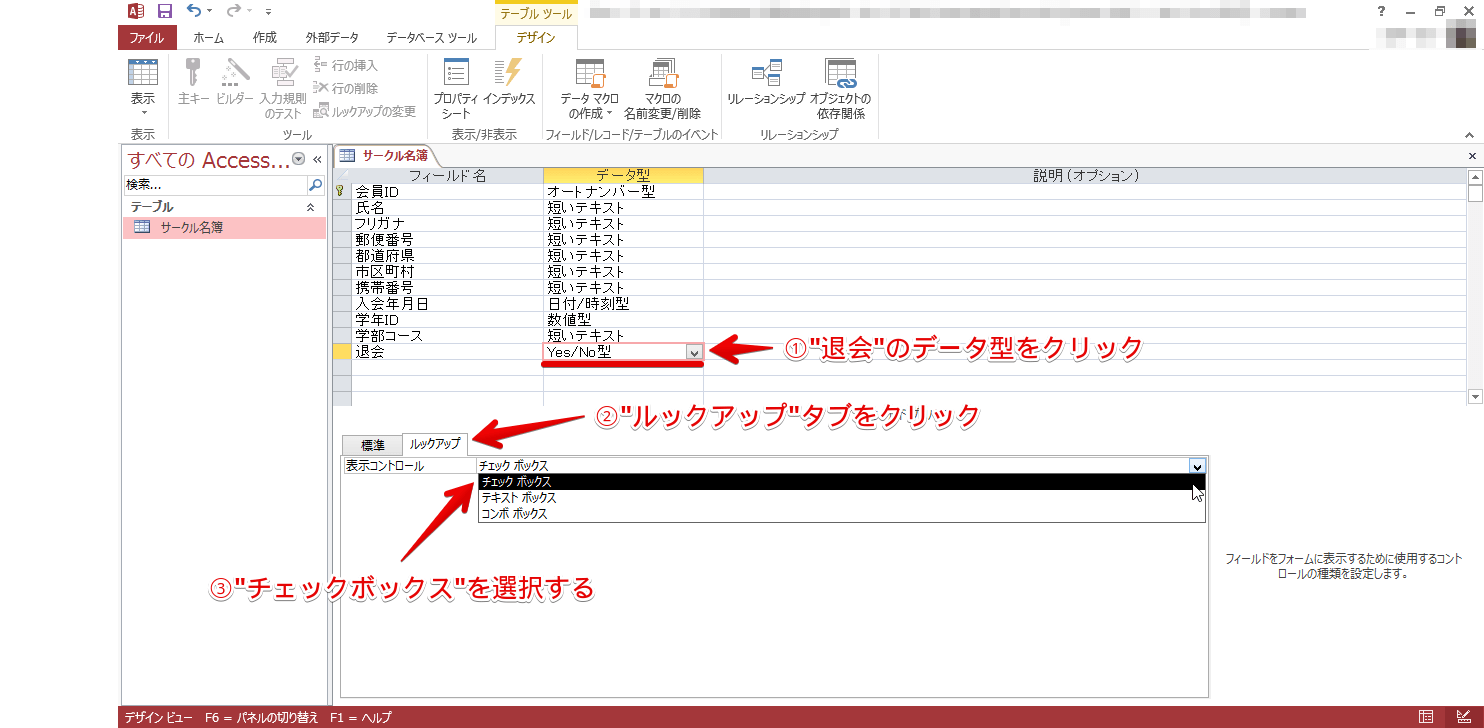 テーブル ツール
?
ファイル
ホーム
作成
外部データ
データベース ツール
デザイン
表示
主キー
ビルダー
入力規則
のテスト
行の挿入
行の削除
ルックアップの変更
プロパティ
シート
インデックス
データ マクロ
の作成
マクロの
名前変更/削除
リレーションシップ
オブジェクトの
依存関係
表示
ツール
表示/非表示
フィールド/レコード/テーブルのイベント
リレーションシップ
すべての Access...
検索...
テーブル
サークル名簿
サークル名簿
フィールド名 データ型 説明(オプション)
会員ID オートナンバー型
氏名 短いテキスト
フリガナ 短いテキスト
郵便番号 短いテキスト
都道府県 短いテキスト
市区町村 短いテキスト
携帯番号 短いテキスト
入会年月日 日付/時刻型
学年ID 数値型
学部コース 短いテキスト
退会 Yes/No型
①"退会"のデータ型をクリック
②"ルックアップ"タブをクリック
標準 ルックアップ
表示コントロール チェック ボックス
チェック ボックス
テキスト ボックス
コンボ ボックス
③"チェックボックス"を選択する
フィールドをフォームに表示するために使用するコント
ロールの種類を設定します。
デザイン ビュー F6 = パネルの切り替え F1 = ヘルプ